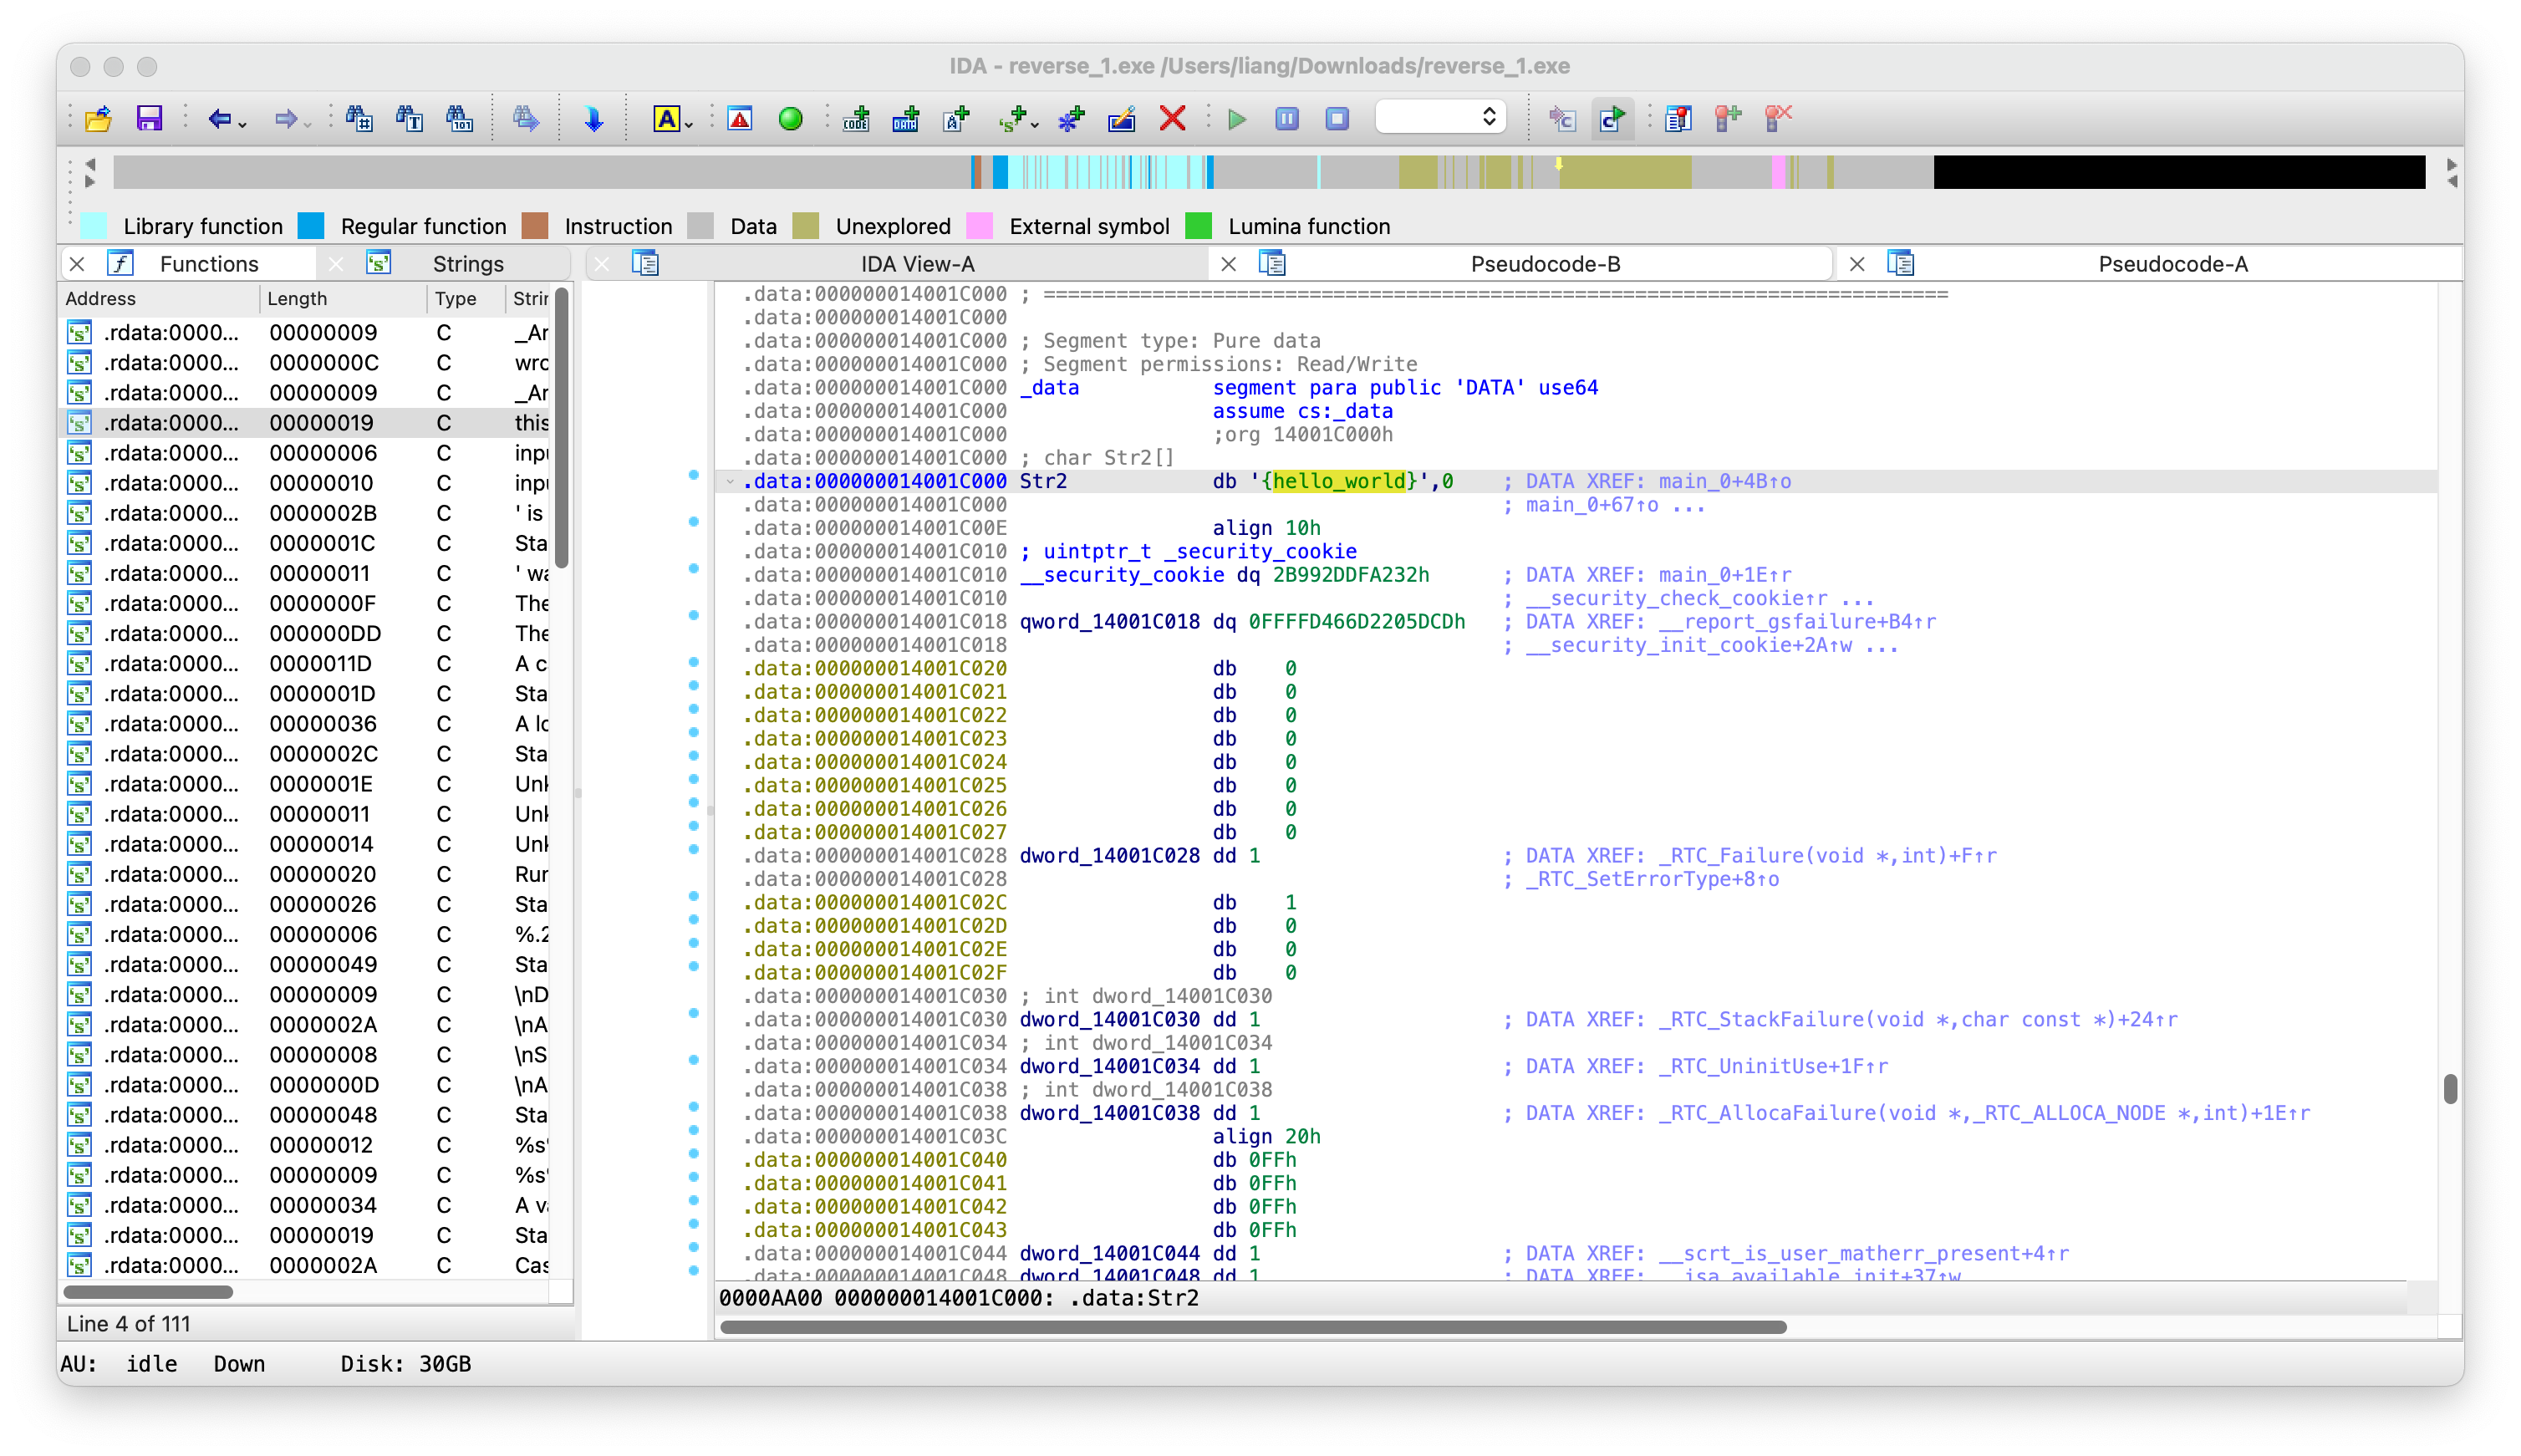 IDA - reverse_1.exe /Users/liang/Downloads/reverse_1.exe
Library function Regular function Instruction Data Unexplored External symbol Lumina function
Functions Strings IDA View-A Pseudocode-B Pseudocode-A
Address Length Type Strin
.rdata:0000... 00000009 C _Ar
.rdata:0000... 0000000C C wro
.rdata:0000... 00000009 C _Ar
.rdata:0000... 00000019 C this
.rdata:0000... 00000006 C inpu
.rdata:0000... 00000010 C inpu
.rdata:0000... 0000002B C ' is
.rdata:0000... 0000001C C Sta
.rdata:0000... 00000011 C ' wa
.rdata:0000... 0000000F C The
.rdata:0000... 000000DD C The
.rdata:0000... 0000011D C A c
.rdata:0000... 0000001D C Sta
.rdata:0000... 00000036 C A lo
.rdata:0000... 0000002C C Sta
.rdata:0000... 0000001E C Unk
.rdata:0000... 00000011 C Unk
.rdata:0000... 00000014 C Unk
.rdata:0000... 00000020 C Run
.rdata:0000... 00000026 C Sta
.rdata:0000... 00000006 C %.2
.rdata:0000... 00000049 C Sta
.rdata:0000... 00000009 C \nD
.rdata:0000... 0000002A C \nA
.rdata:0000... 00000008 C \nS
.rdata:0000... 0000000D C \nA
.rdata:0000... 00000048 C Sta
.rdata:0000... 00000012 C %s'
.rdata:0000... 00000009 C %s'
.rdata:0000... 00000034 C A va
.rdata:0000... 00000019 C Sta
.rdata:0000... 0000002A C Cas
Line 4 of 111
.data:000000014001C000 ; ===========================================================================
.data:000000014001C000
.data:000000014001C000 ; Segment type: Pure data
.data:000000014001C000 ; Segment permissions: Read/Write
.data:000000014001C000 _data segment para public 'DATA' use64
.data:000000014001C000 assume cs:_data
.data:000000014001C000 ;org 14001C000h
.data:000000014001C000 ; char Str2[]
.data:000000014001C000 Str2 db '{hello_world}',0 ; DATA XREF: main_0+4B↑o
.data:000000014001C000 ; main_0+67↑o ...
.data:000000014001C00E align 10h
.data:000000014001C010 ; uintptr_t _security_cookie
.data:000000014001C010 __security_cookie dq 2B992DDFA232h ; DATA XREF: main_0+1E↑r
.data:000000014001C010 ; __security_check_cookie↑r ...
.data:000000014001C018 qword_14001C018 dq 0FFFFD466D2205DCDh ; DATA XREF: __report_gsfailure+B4↑r
.data:000000014001C018 ; __security_init_cookie+2A↑w ...
.data:000000014001C020 db 0
.data:000000014001C021 db 0
.data:000000014001C022 db 0
.data:000000014001C023 db 0
.data:000000014001C024 db 0
.data:000000014001C025 db 0
.data:000000014001C026 db 0
.data:000000014001C027 db 0
.data:000000014001C028 dword_14001C028 dd 1 ; DATA XREF: _RTC_Failure(void *,int)+F↑r
.data:000000014001C028 ; _RTC_SetErrorType+8↑o
.data:000000014001C02C db 1
.data:000000014001C02D db 0
.data:000000014001C02E db 0
.data:000000014001C02F db 0
.data:000000014001C030 ; int dword_14001C030
.data:000000014001C030 dword_14001C030 dd 1 ; DATA XREF: _RTC_StackFailure(void *,char const *)+24↑r
.data:000000014001C034 ; int dword_14001C034
.data:000000014001C034 dword_14001C034 dd 1 ; DATA XREF: _RTC_UninitUse+1F↑r
.data:000000014001C038 ; int dword_14001C038
.data:000000014001C038 dword_14001C038 dd 1 ; DATA XREF: _RTC_AllocaFailure(void *,_RTC_ALLOCA_NODE *,int)+1E↑r
.data:000000014001C03C align 20h
.data:000000014001C040 db 0FFh
.data:000000014001C041 db 0FFh
.data:000000014001C042 db 0FFh
.data:000000014001C043 db 0FFh
.data:000000014001C044 dword_14001C044 dd 1 ; DATA XREF: __scrt_is_user_matherr_present+4↑r
.data:000000014001C048 dword_14001C048 dd 1 ; DATA XREF: __isa_available_init+37↑w
0000AA00 000000014001C000: .data:Str2
AU: idle Down Disk: 30GB